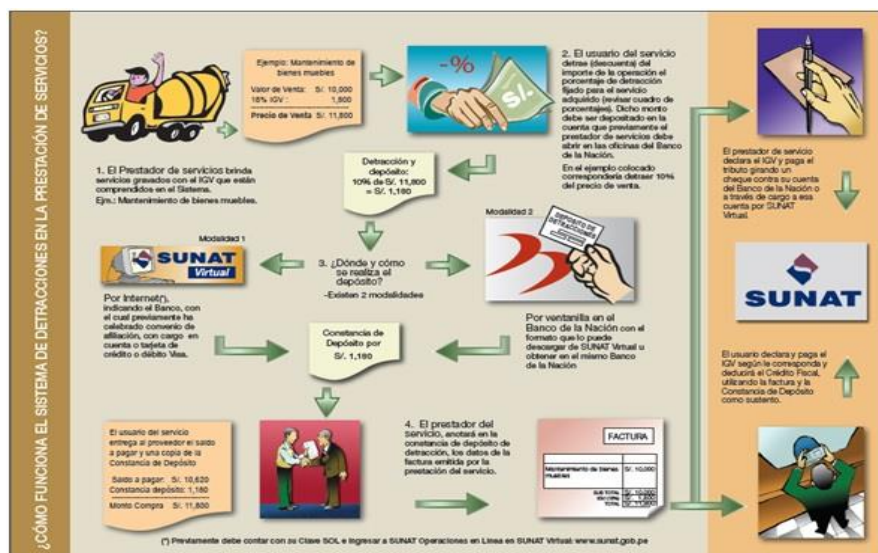 ¿CÓMO FUNCIONA EL SISTEMA DE DETRACCIONES EN LA PRESTACIÓN DE SERVICIOS?
Ejemplo: Mantenimiento de
bienes muebles
Valor de Venta: S/. 10,000
18% IGV : 1,800
Precio de Venta S/. 11,800
1. El Prestador de servicios brinda
servicios gravados con el IGV que están
comprendidos en el Sistema.
Ejm.: Mantenimiento de bienes muebles.
-%
S/.
2. El usuario del servicio
detrae (descuenta) del
importe de la operación el
porcentaje de detracción
fijado para el servicio
adquirido (revisar cuadro de
porcentajes). Dicho monto
debe ser depositado en la
cuenta que previamente el
prestador de servicios debe
abrir en las oficinas del Banco
de la Nación.
En el ejemplo colocado
correspondería detraer 10%
del precio de venta.
Detracción y
depósito:
10% de S/. 11,800
= S/. 1,180
3. ¿Dónde y cómo
se realiza el
depósito?
-Existen 2 modalidades
Modalidad 1
SUNAT
Virtual
Por Internet(*),
indicando el Banco, con
el cual previamente ha
celebrado convenio de
afiliación, con cargo en
cuenta o tarjeta de
crédito o débito Visa.
Modalidad 2
DEPOSITO DE
DETRACCIONES
Por ventanilla en el
Banco de la Nación con el
formato que lo puede
descargar de SUNAT Virtual u
obtener en el mismo Banco
de la Nación
Constancia de
Depósito por
S/. 1,180
El usuario del servicio
entrega al proveedor el saldo
a pagar y una copia de la
Constancia de Depósito
Saldo a pagar: S/. 10,620
Constancia depósito: 1,180
Monto Compra S/. 11,800
4. El prestador del
servicio, anotará en la
constancia de depósito de
detracción, los datos de la
factura emitida por la
prestación del servicio.
FACTURA
Mantenimiento de bienes
muebles
S/. 10,000
SUB TOTAL S/. 10,000
IGV (18%) S/. 1,800
TOTAL S/. 11,800
El prestador de servicio
declara el IGV y paga el
tributo girando un
cheque contra su cuenta
del Banco de la Nación o
a través de cargo a esa
cuenta por SUNAT
Virtual.
SUNAT
El usuario declara y paga el
IGV según le corresponda y
deducirá el Crédito Fiscal,
utilizando la factura y la
Constancia de Depósito
como sustento.
(*) Previamente debe contar con su Clave SOL e ingresar a SUNAT Operaciones en Línea en SUNAT Virtual: www.sunat.gob.pe